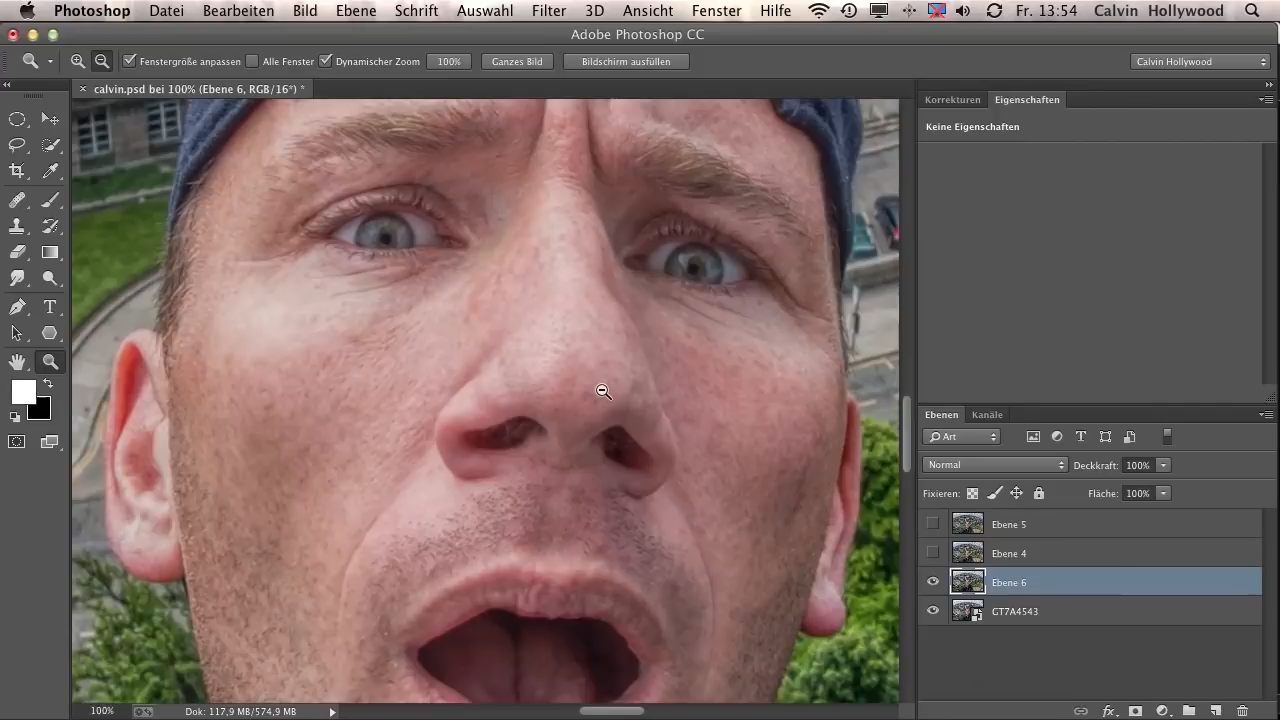 Photoshop Datei Bearbeiten Bild Ebene Schrift Auswahl Filter 3D Ansicht Fenster Hilfe Fr. 13:54 Calvin Hollywood
Adobe Photoshop CC
Fenstergröße anpassen Alle Fenster Dynamischer Zoom 100% Ganzes Bild Bildschirm ausfüllen Calvin Hollywood
calvin.psd bei 100% (Ebene 6, RGB/16*) *
Korrekturen Eigenschaften
Keine Eigenschaften
Ebenen Kanäle
Art
Normal Deckkraft: 100%
Fixieren: Fläche: 100%
Ebene 5
Ebene 4
Ebene 6
GT7A4543
100% Dok: 117,9 MB/574,9 MB